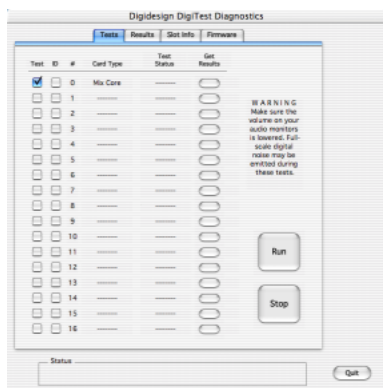 Digidesign DigiTest Diagnostics
Tests Results Slot Info Firmware
Test ID # Card Type Test Status Get Results
0 Mix Core
1
2
3
4
5
6
7
8
9
10
11
12
13
14
15
16
WARNING
Make sure the
volume on your
audio monitors
is lowered. Full-
scale digital
noise may be
emitted during
these tests.
Run
Stop
Status
Quit